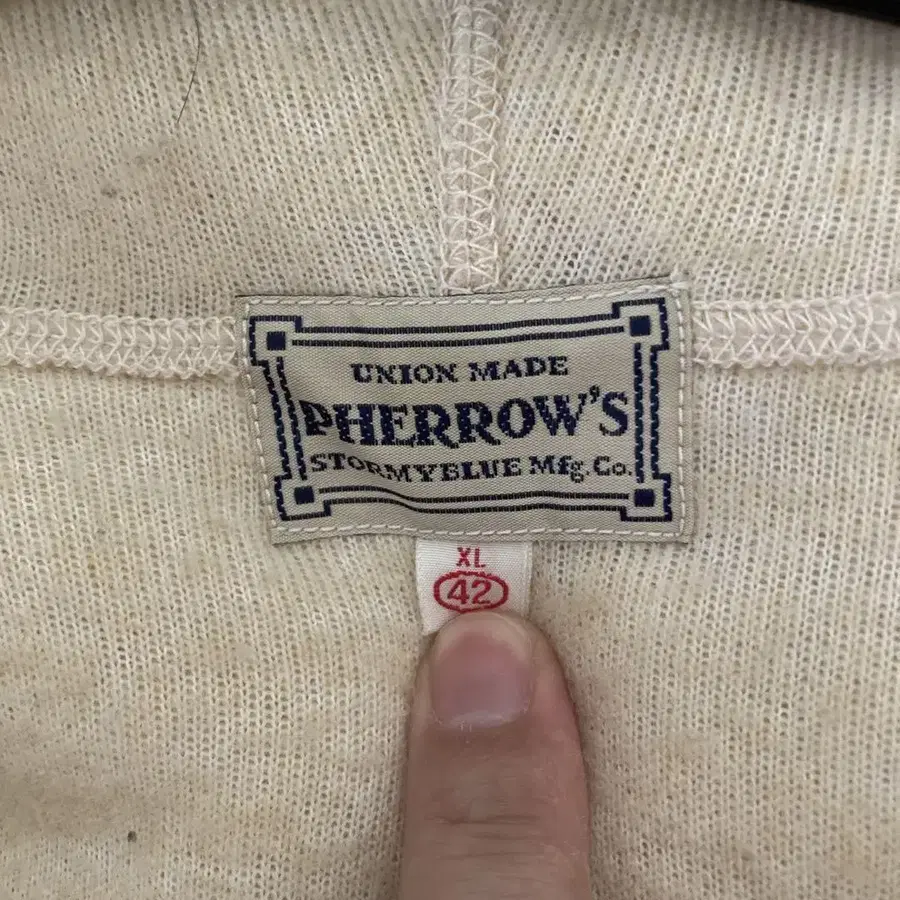 UNION MADE
PHERROW'S
STORMYBLUE Mfg. Co.
XL
42